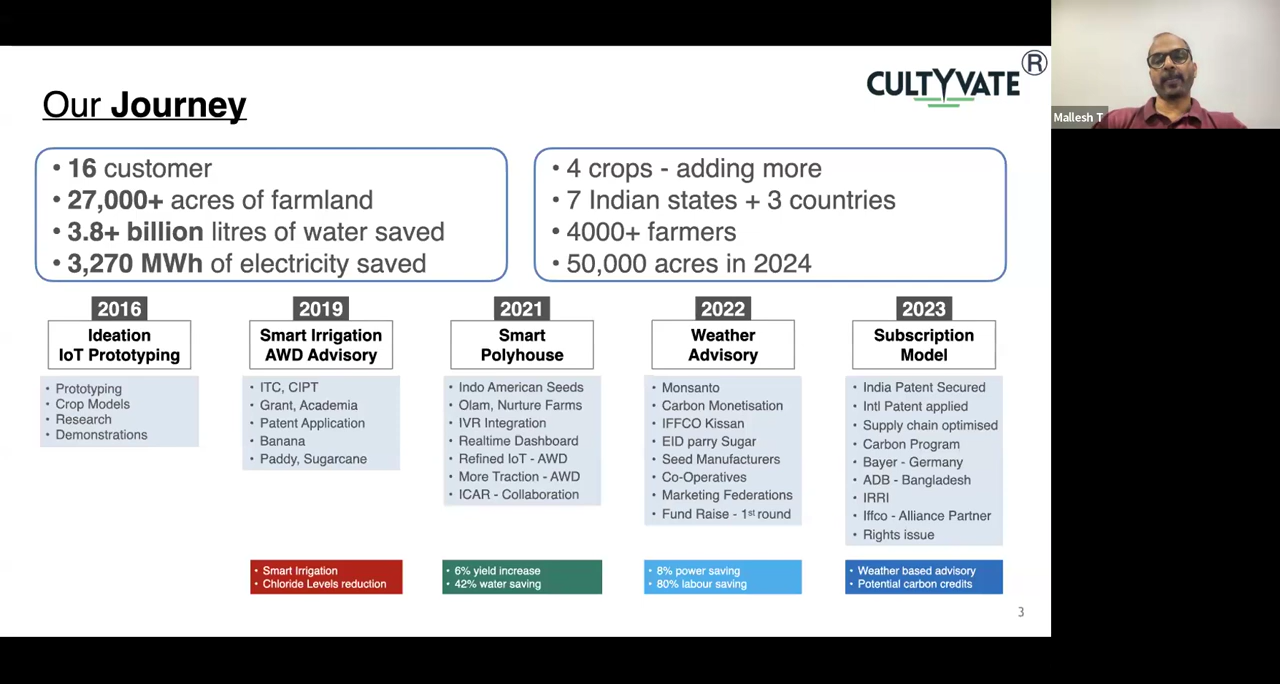 CULTYVATE ®
Our Journey
Mallesh T
• 16 customer
• 27,000+ acres of farmland
• 3.8+ billion litres of water saved
• 3,270 MWh of electricity saved
• 4 crops - adding more
• 7 Indian states + 3 countries
• 4000+ farmers
• 50,000 acres in 2024
2016
Ideation
IoT Prototyping
• Prototyping
• Crop Models
• Research
• Demonstrations
2019
Smart Irrigation
AWD Advisory
• ITC, CIPT
• Grant, Academia
• Patent Application
• Banana
• Paddy, Sugarcane
• Smart Irrigation
• Chloride Levels reduction
2021
Smart
Polyhouse
• Indo American Seeds
• Olam, Nurture Farms
• IVR Integration
• Realtime Dashboard
• Refined IoT - AWD
• More Traction - AWD
• ICAR - Collaboration
• 6% yield increase
• 42% water saving
2022
Weather
Advisory
• Monsanto
• Carbon Monetisation
• IFFCO Kissan
• EID parry Sugar
• Seed Manufacturers
• Co-Operatives
• Marketing Federations
• Fund Raise - 1st round
• 8% power saving
• 80% labour saving
2023
Subscription
Model
• India Patent Secured
• Intl Patent applied
• Supply chain optimised
• Carbon Program
• Bayer - Germany
• ADB - Bangladesh
• IRRI
• Iffco - Alliance Partner
• Rights issue
• Weather based advisory
• Potential carbon credits
3